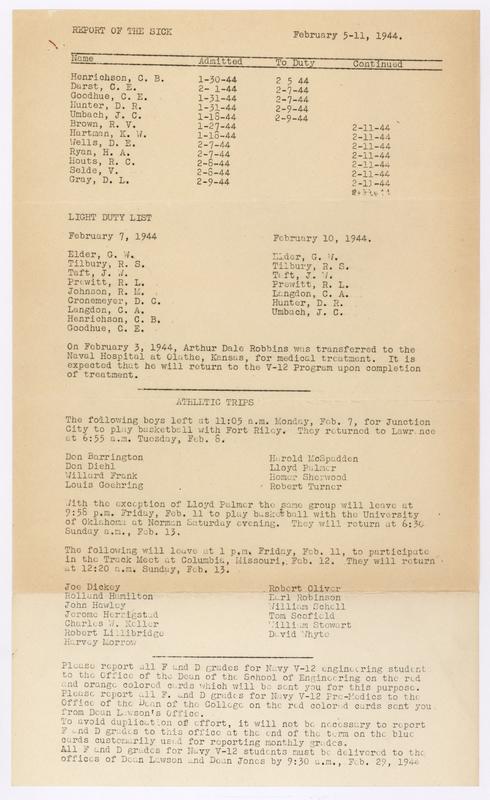 REPORT OF THE SICK February 5-11, 1944.
Name Admitted To Duty Continued
Henrichson, C. B. 1-30-44 2 5 44
Darst, C. E. 2- 1-44 2-7-44
Goodhue, C. E. 1-31-44 2-7-44
Hunter, D. R. 1-31-44 2-9-44
Umbach, J. C. 1-18-44 2-9-44
Brown, R. V. 1-27-44 2-11-44
Hartman, K. W. 1-18-44 2-11-44
Wells, D. E. 2-7-44 2-11-44
Ryan, H. A. 2-7-44 2-11-44
Houts, R. C. 2-8-44 2-11-44
Selde, V. 2-8-44 2-11-44
Gray, D. L. 2-9-44
LIGHT DUTY LIST
February 7, 1944 February 10, 1944.
Elder, G. W. Elder, G. W.
Tilbury, R. S. Tilbury, R. S.
Taft, J. W. Taft, J. W.
Prewitt, R. L. Prewitt, R. L.
Johnson, R. M. Langdon, C. A.
Cronemeyer, D. C. Hunter, D. R.
Langdon, C. A. Umbach, J. C.
Henrichson, C. B.
Goodhue, C. E.
On February 3, 1944, Arthur Dale Robbins was transferred to the
Naval Hospital at Olathe, Kansas, for medical treatment. It is
expected that he will return to the V-12 Program upon completion
of treatment.
ATHLETIC TRIPS
The following boys left at 11:05 a.m. Monday, Feb. 7, for Junction
City to play basketball with Fort Riley. They returned to Lawrence
at 6:55 a.m. Tuesday, Feb. 8.
Don Barrington Harold McSpadden
Don Diehl Lloyd Palmer
Willard Frank Homer Sherwood
Louis Goehring Robert Turner
With the exception of Lloyd Palmer the same group will leave at
9:58 p.m. Friday, Feb. 11 to play basketball with the University
of Oklahoma at Norman Saturday evening. They will return at 6:30
Sunday a.m., Feb. 13.
The following will leave at 1 p.m. Friday, Feb. 11, to participate
in the Track Meet at Columbia, Missouri, Feb. 12. They will return
at 12:20 a.m. Sunday, Feb. 13.
Joe Dickey Robert Oliver
Rolland Hamilton Earl Robinson
John Hawley William Schell
Jerome Herrigstad Tom Scofield
Charles W. Keller William Stewart
Robert Lillibridge David Whyte
Harvey Morrow
Please report all F and D grades for Navy V-12 engineering student
to the Office of the Dean of the School of Engineering on the red
and orange colored cards which will be sent you for this purpose.
Please report all F. and D grades for Navy V-12 Pre-Medics to the
Office of the Dean of the College on the red colored cards sent you
from Dean Lawson's Office.
To avoid duplication of effort, it will not be necessary to report
F and D grades to this office at the end of the term on the blue
cards customarily used for reporting monthly grades.
All F and D grades for Navy V-12 students must be delivered to the
offices of Dean Lawson and Dean Jones by 9:30 a.m., Feb. 29, 1944